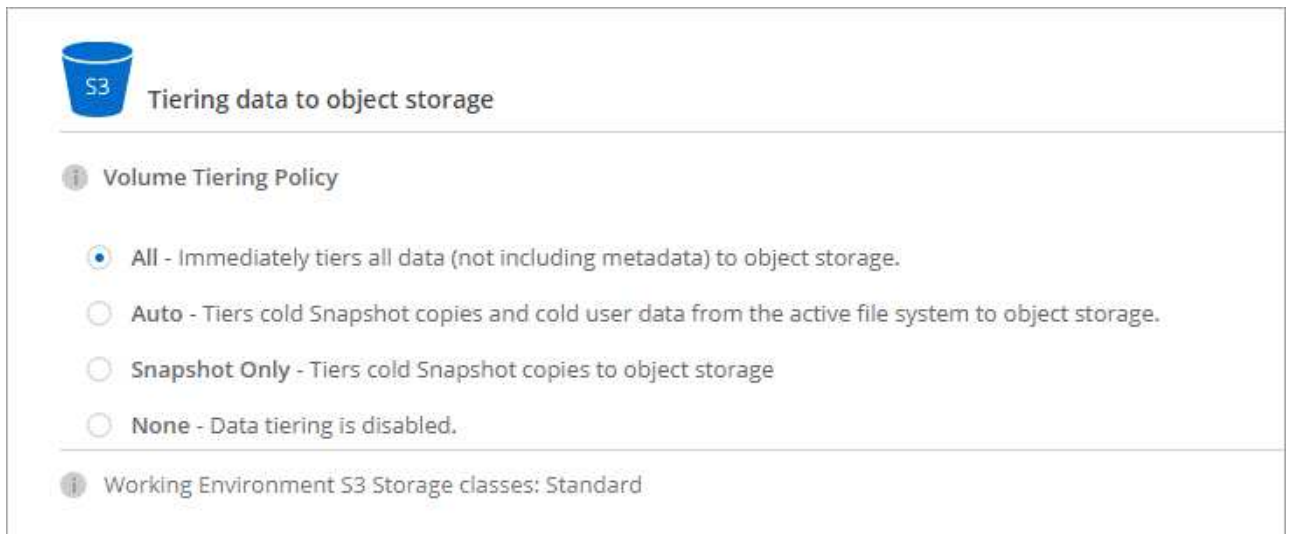 S3
Tiering data to object storage
Volume Tiering Policy
All - Immediately tiers all data (not including metadata) to object storage.
Auto - Tiers cold Snapshot copies and cold user data from the active file system to object storage.
Snapshot Only - Tiers cold Snapshot copies to object storage
None - Data tiering is disabled.
Working Environment S3 Storage classes: Standard